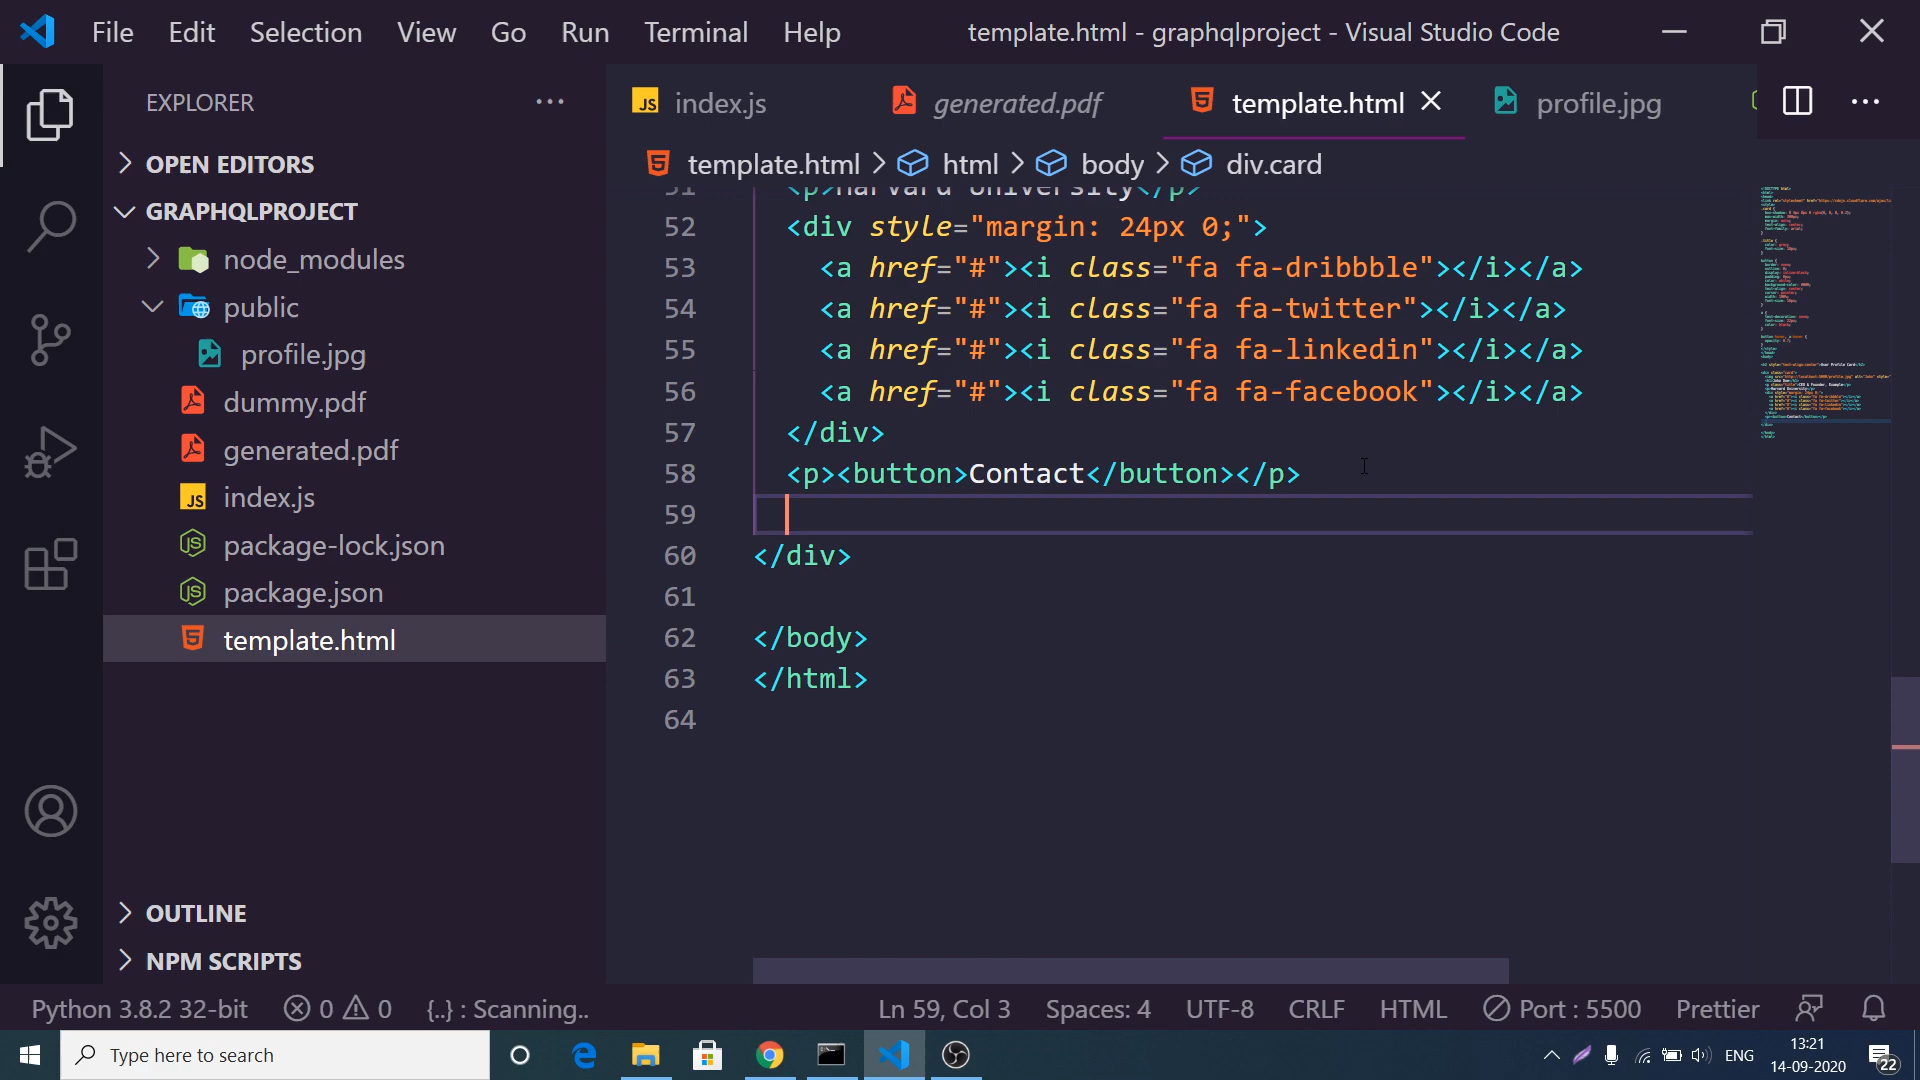 File Edit Selection View Go Run Terminal Help template.html - graphqlproject - Visual Studio Code
EXPLORER
OPEN EDITORS
GRAPHQLPROJECT
node_modules
public
profile.jpg
dummy.pdf
generated.pdf
index.js
package-lock.json
package.json
template.html
OUTLINE
NPM SCRIPTS
index.js generated.pdf template.html profile.jpg
template.html > html > body > div.card
51 <p>Harvard University</p>
52 <div style="margin: 24px 0;">
53 <a href="#"><i class="fa fa-dribbble"></i></a>
54 <a href="#"><i class="fa fa-twitter"></i></a>
55 <a href="#"><i class="fa fa-linkedin"></i></a>
56 <a href="#"><i class="fa fa-facebook"></i></a>
57 </div>
58 <p><button>Contact</button></p>
59
60 </div>
61
62 </body>
63 </html>
64
Python 3.8.2 32-bit 0 0 {..} : Scanning.. Ln 59, Col 3 Spaces: 4 UTF-8 CRLF HTML Port : 5500 Prettier
Type here to search
ENG
13:21
14-09-2020
22